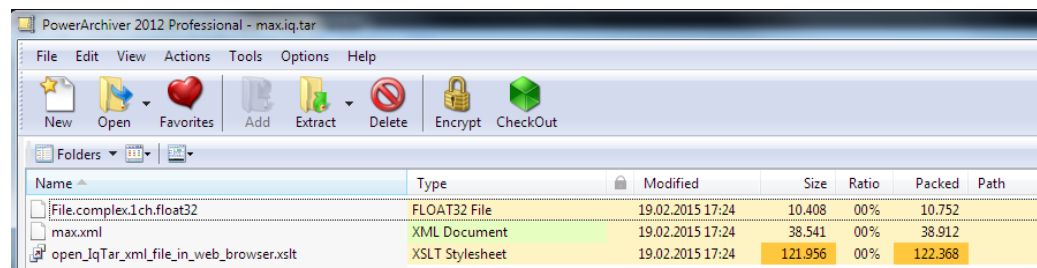 PowerArchiver 2012 Professional - max.iq.tar
File Edit View Actions Tools Options Help
New Open Favorites Add Extract Delete Encrypt CheckOut
Folders
Name Type Modified Size Ratio Packed Path
File.complex.1ch.float32 FLOAT32 File 19.02.2015 17:24 10.408 00% 10.752
max.xml XML Document 19.02.2015 17:24 38.541 00% 38.912
open_IqTar_xml_file_in_web_browser.xslt XSLT Stylesheet 19.02.2015 17:24 121.956 00% 122.368